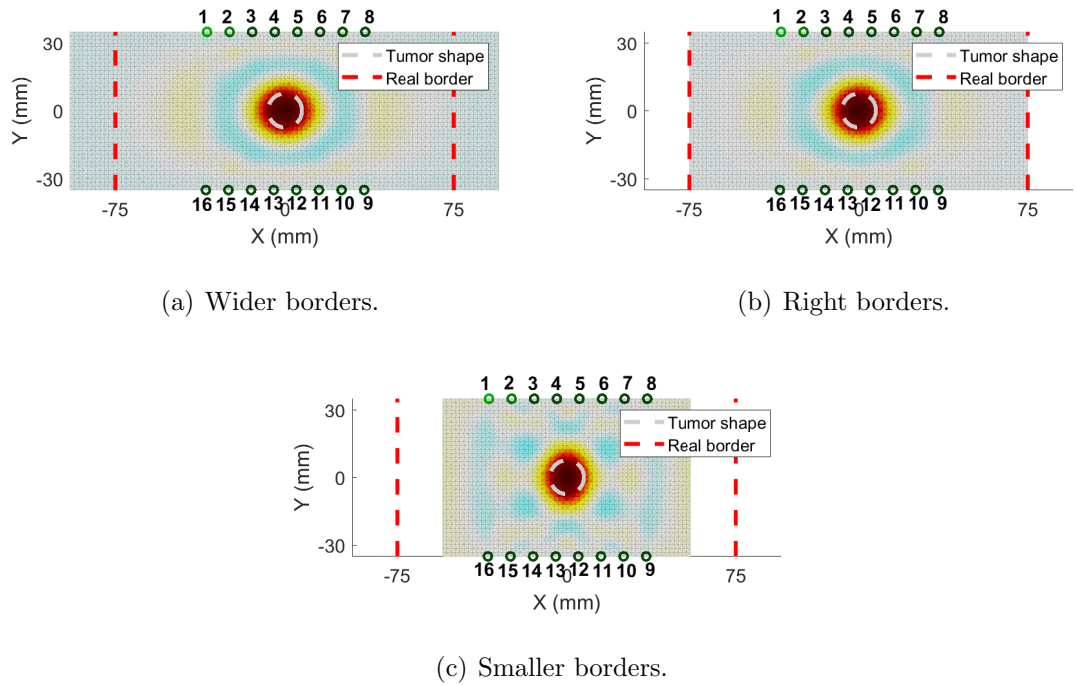 1 2 3 4 5 6 7 8
30
0
-30
Y (mm)
Tumor shape
Real border
16 15 14 13 12 11 10 9
-75 0 75
X (mm)
(a) Wider borders.
1 2 3 4 5 6 7 8
30
0
-30
Y (mm)
Tumor shape
Real border
16 15 14 13 12 11 10 9
-75 0 75
X (mm)
(b) Right borders.
1 2 3 4 5 6 7 8
30
0
-30
Y (mm)
Tumor shape
Real border
16 15 14 13 12 11 10 9
-75 0 75
X (mm)
(c) Smaller borders.